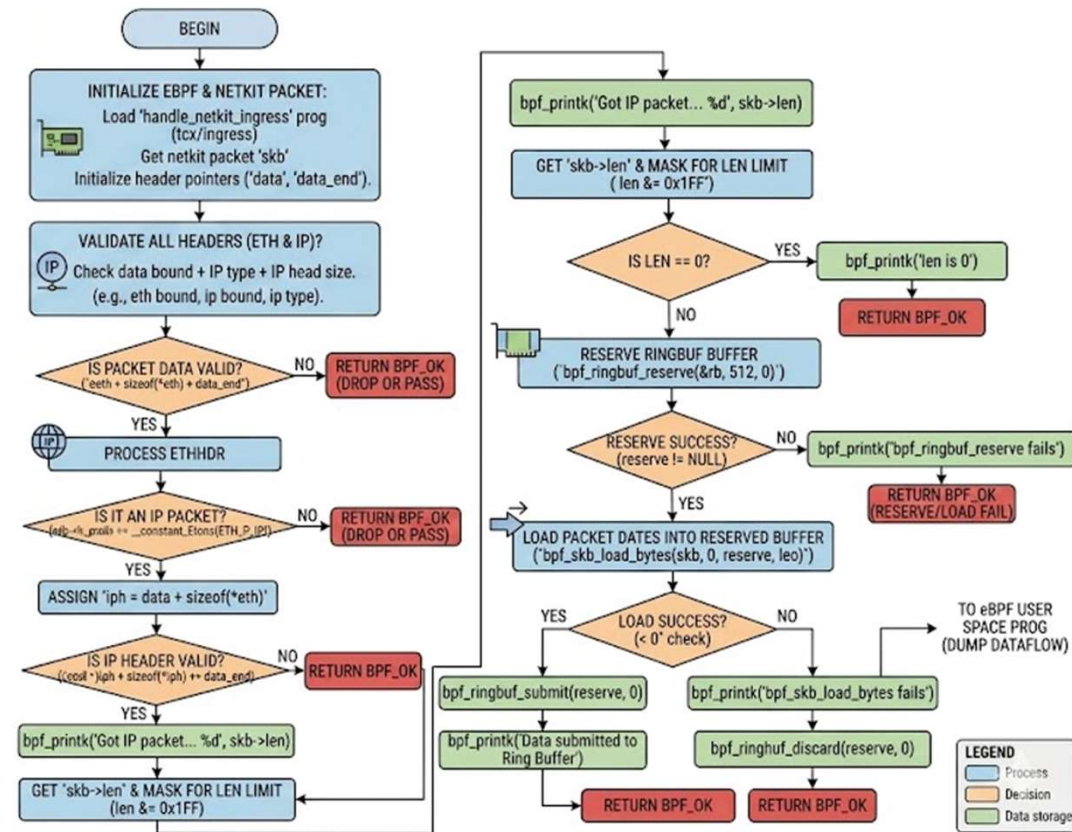 BEGIN
INITIALIZE EBPF & NETKIT PACKET:
Load 'handle_netkit_ingress' prog
(tcx/ingress)
Get netkit packet 'skb'
Initialize header pointers ('data', 'data_end').
VALIDATE ALL HEADERS (ETH & IP)?
IP
Check data bound + IP type + IP head size.
(e.g., eth bound, ip bound, ip type).
IS PACKET DATA VALID?
("eeth + sizeof(*eth) + data_end")
NO
RETURN BPF_OK
(DROP OR PASS)
YES
IP
PROCESS ETHHDR
IS IT AN IP PACKET?
__constant_Etons(ETH_P_IP)
NO
RETURN BPF_OK
(DROP OR PASS)
YES
ASSIGN 'iph = data + sizeof(*eth)'
IS IP HEADER VALID?
sizeof(*iph) ++ data_end)
NO
RETURN BPF_OK
YES
bpf_printk('Got IP packet... %d', skb->len)
GET "skb->len" & MASK FOR LEN LIMIT
(len &= 0x1FF")
bpf_printk('Got IP packet... %d', skb->len)
GET 'skb->len' & MASK FOR LEN LIMIT
( len &= 0x1FF")
IS LEN == 0?
YES
bpf_printk('len is 0')
RETURN BPF_OK
NO
RESERVE RINGBUF BUFFER
("bpf_ringbuf_reserve(&rb, 512, 0)")
RESERVE SUCCESS?
(reserve != NULL)
NO
bpf_printk("bpf_ringbuf_reserve fails")
RETURN BPF_OK
(RESERVE/LOAD FAIL)
YES
LOAD PACKET DATES INTO RESERVED BUFFER
("bpf_skb_load_bytes(skb, 0, reserve, leo)")
LOAD SUCCESS?
(< 0" check)
YES
NO
TO eBPF USER
SPACE PROG
(DUMP DATAFLOW)
bpf_ringbuf_submit(reserve, 0)
bpf_printk('Data submitted to
Ring Buffer')
RETURN BPF_OK
bpf_printk('bpf_skb_load_bytes fails')
bpf_ringhuf_discard(reserve, 0)
RETURN BPF_OK
LEGEND
Process
Decision
Data storage